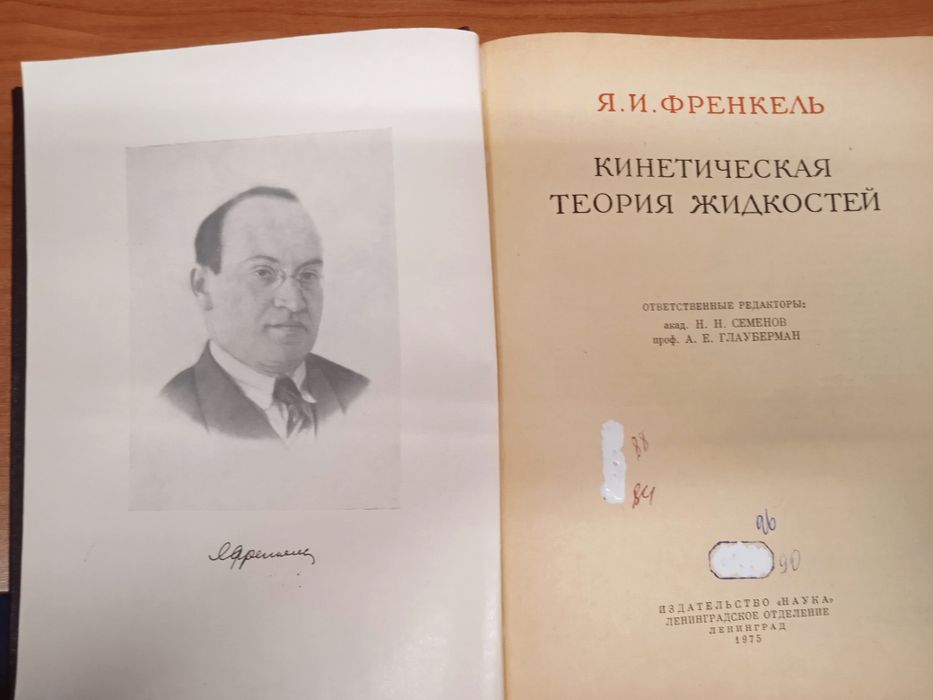 ЯФренкель
Я.И.ФРЕНКЕЛЬ
КИНЕТИЧЕСКАЯ
ТЕОРИЯ ЖИДКОСТЕЙ
ОТВЕТСТВЕННЫЕ РЕДАКТОРЫ:
акад. Н. Н. СЕМЕНОВ
проф. А. Е. ГЛАУБЕРМАН
88
84
96
90
ИЗДАТЕЛЬСТВО «НАУКА»
ЛЕНИНГРАДСКОЕ ОТДЕЛЕНИЕ
ЛЕНИНГРАД
1975